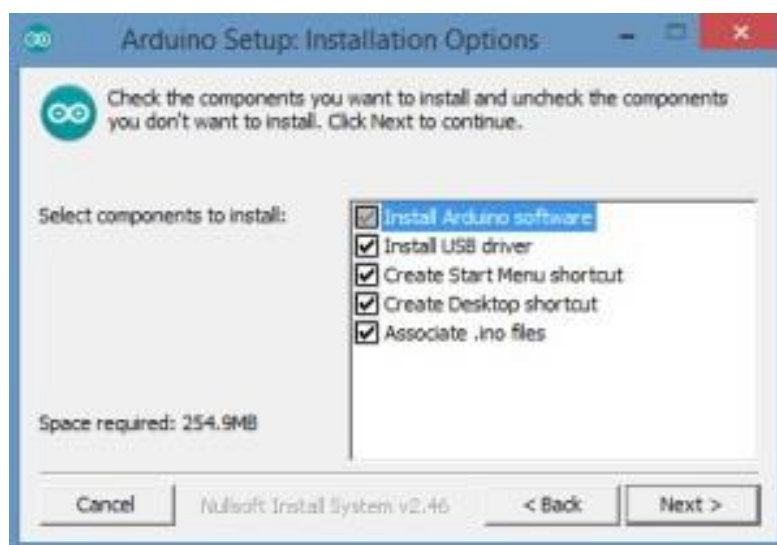 Arduino Setup: Installation Options
Check the components you want to install and uncheck the components
you don't want to install. Click Next to continue.
Select components to install:
Install Arduino software
Install USB driver
Create Start Menu shortcut
Create Desktop shortcut
Associate .ino files
Space required: 254.9MB
Cancel
Nullsoft Install System v2.46
< Back
Next >